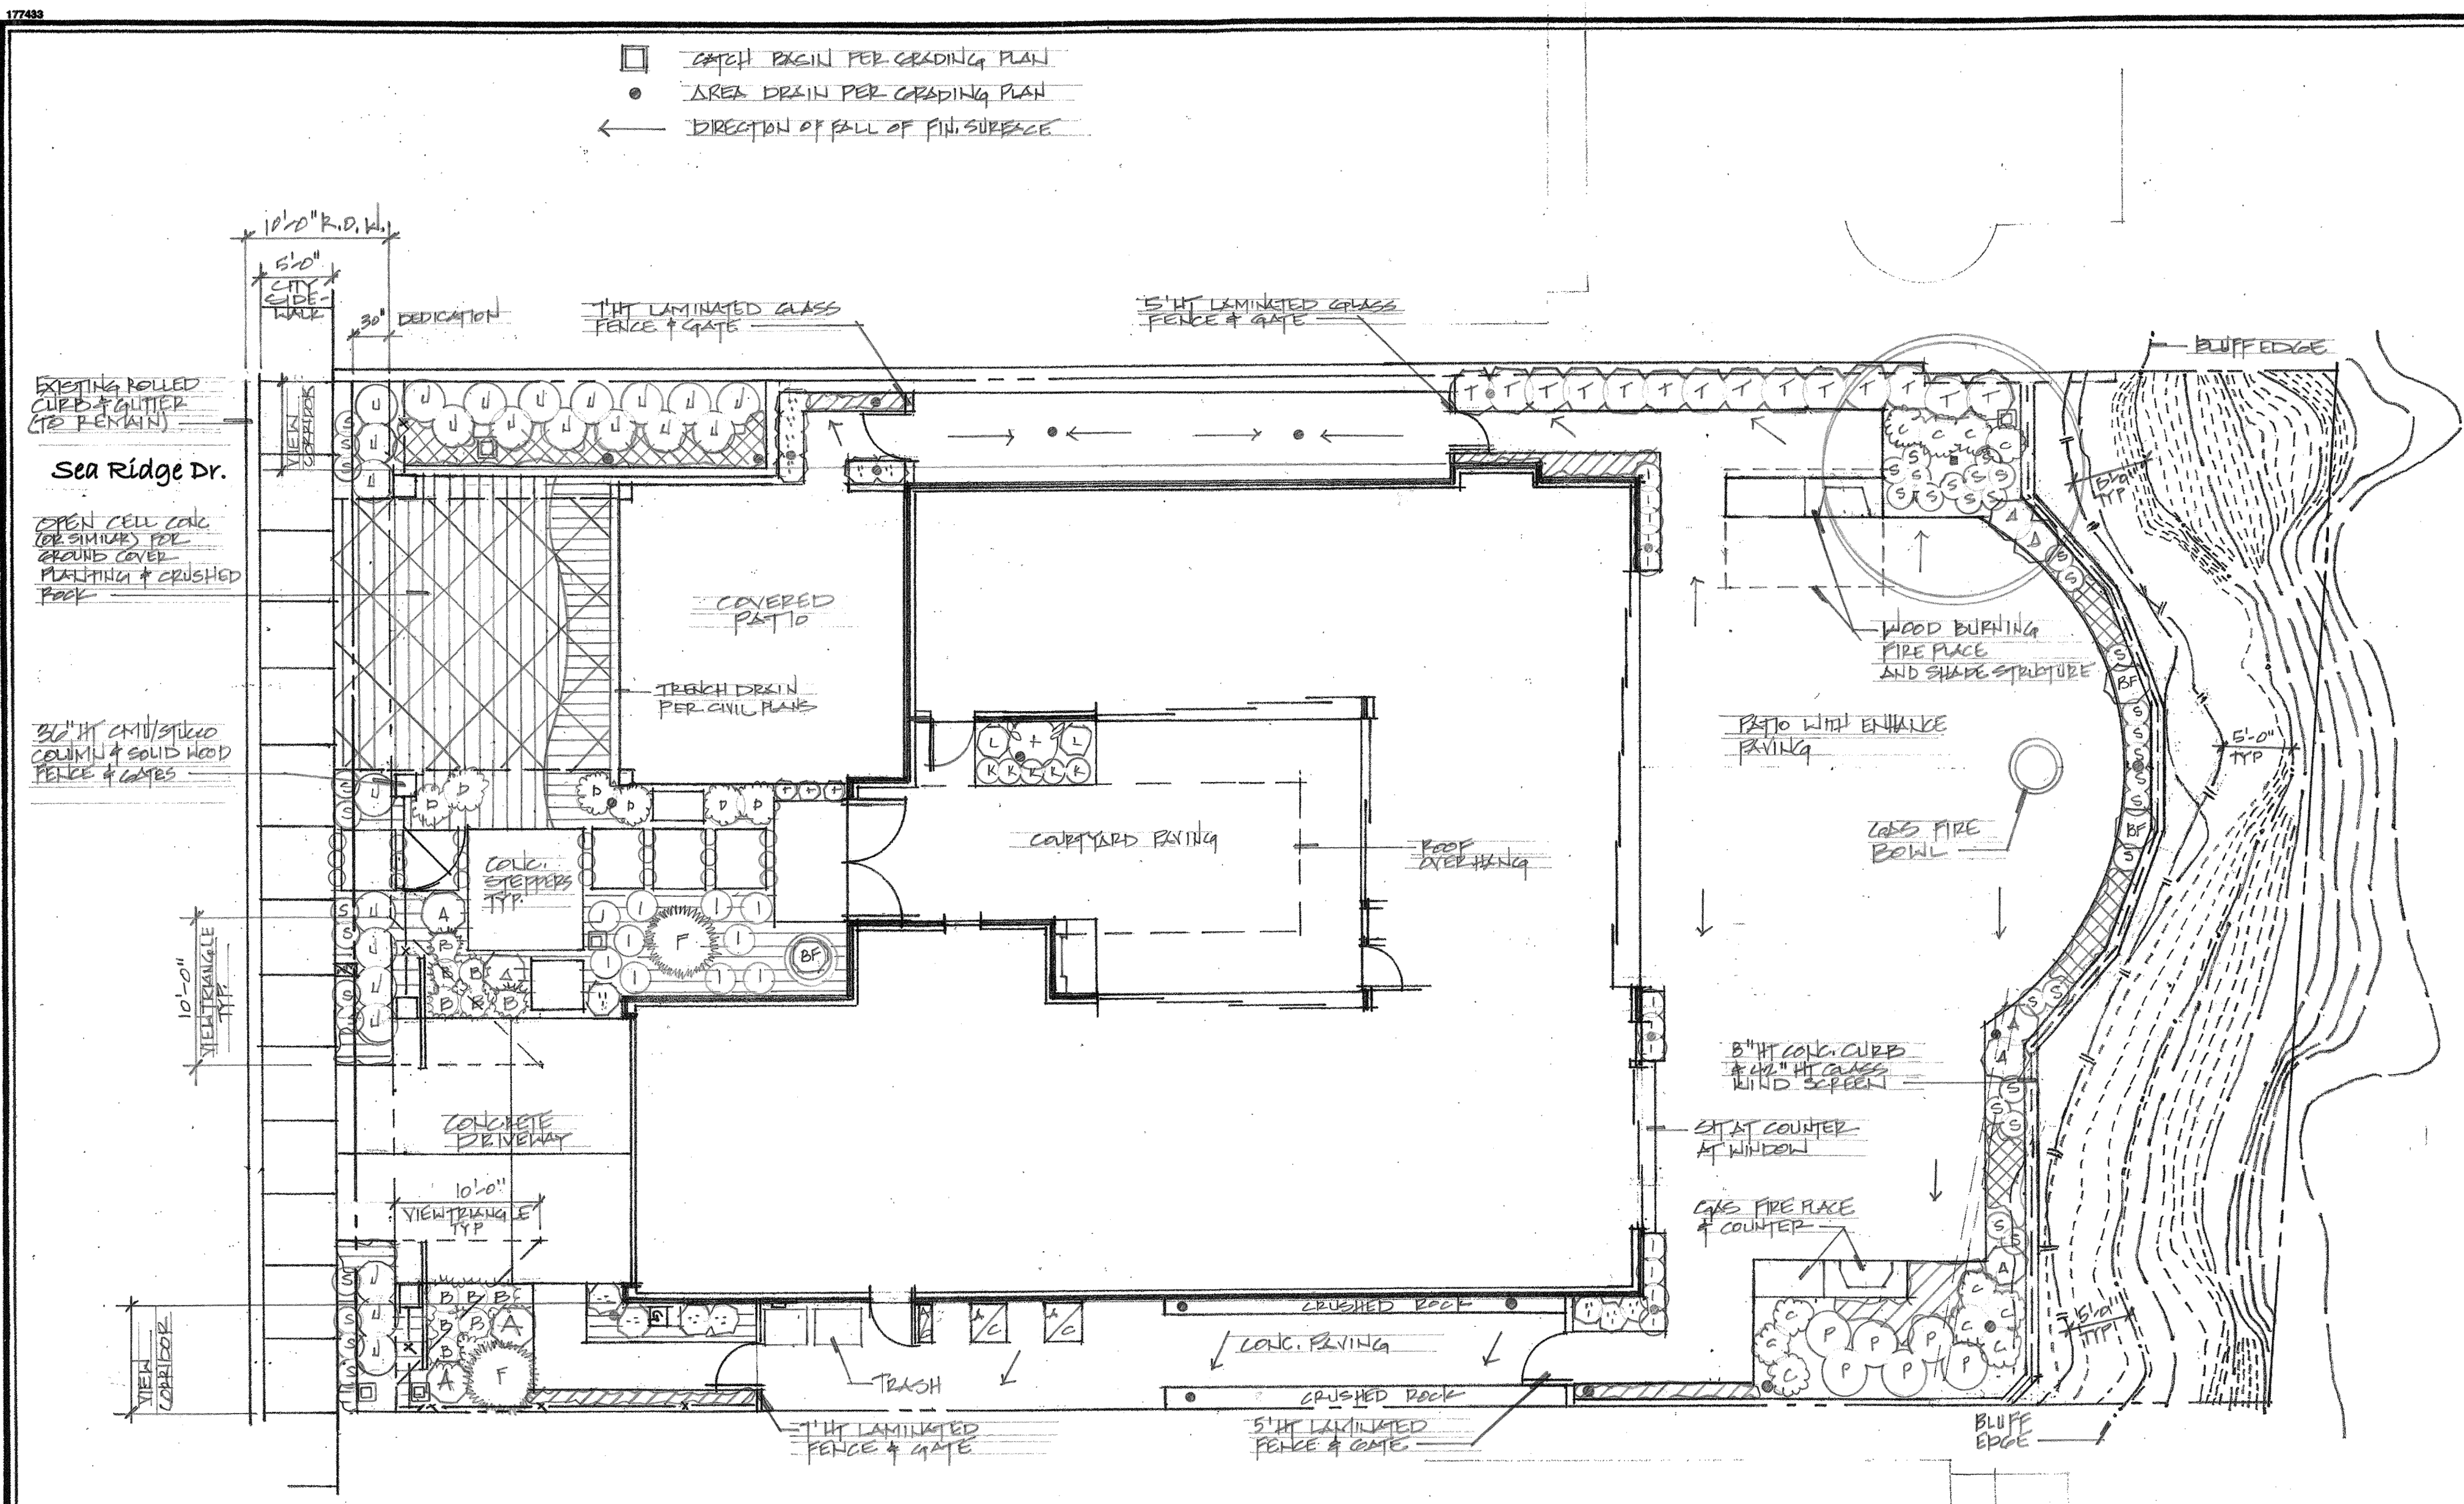 177433
CATCH BASIN PER GRADING PLAN
AREA DRAIN PER GRADING PLAN
DIRECTION OF FALL OF FIN. SURFACE
10'-0" R.O.W.
5'-0"
CITY
SIDE-
WALK
30" DEDICATION
7' HT LAMINATED GLASS
FENCE & GATE
5' HT LAMINATED GLASS
FENCE & GATE
BLUFF EDGE
EXISTING ROLLED
CURB & GUTTER
(TO REMAIN)
VIEW
CORRIDOR
Sea Ridge Dr.
OPEN CELL CONC
(OR SIMILAR) FOR
GROUND COVER
PLANTING & CRUSHED
ROCK
5'-0"
TYP
COVERED
PATIO
WOOD BURNING
FIRE PLACE
AND SHADE STRUCTURE
TRENCH DRAIN
PER CIVIL PLANS
36" HT CMU/STUCCO
COLUMN & SOLID WOOD
FENCE & GATES
PATIO WITH ENHANCE
PAVING
5'-0"
TYP
COURTYARD PAVING
ROOF
OVERHANG
GAS FIRE
BOWL
CONC.
STEPPERS
TYP.
10'-0"
VIEW TRIANGLE
TYP.
8" HT CONC. CURB
& 42" HT GLASS
WIND SCREEN
CONCRETE
DRIVEWAY
SIT AT COUNTER
AT WINDOW
10'-0"
VIEW TRIANGLE
TYP
GAS FIRE PLACE
& COUNTER
CRUSHED ROCK
CONC. PAVING
5'-0"
TYP
VIEW
CORRIDOR
TRASH
CRUSHED ROCK
7' HT LAMINATED
FENCE & GATE
5' HT LAMINATED
FENCE & GATE
BLUFF
EDGE